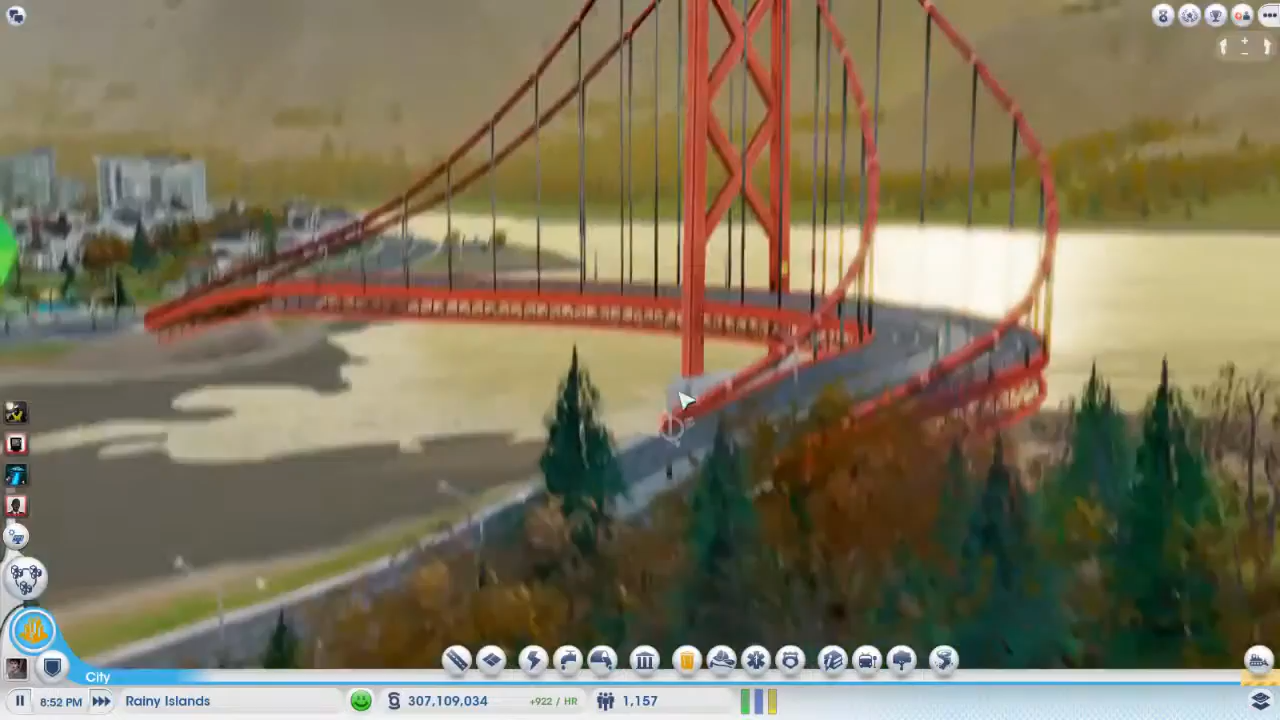 City
8:52 PM
Rainy Islands
307,109,034
+922 / HR
1,157